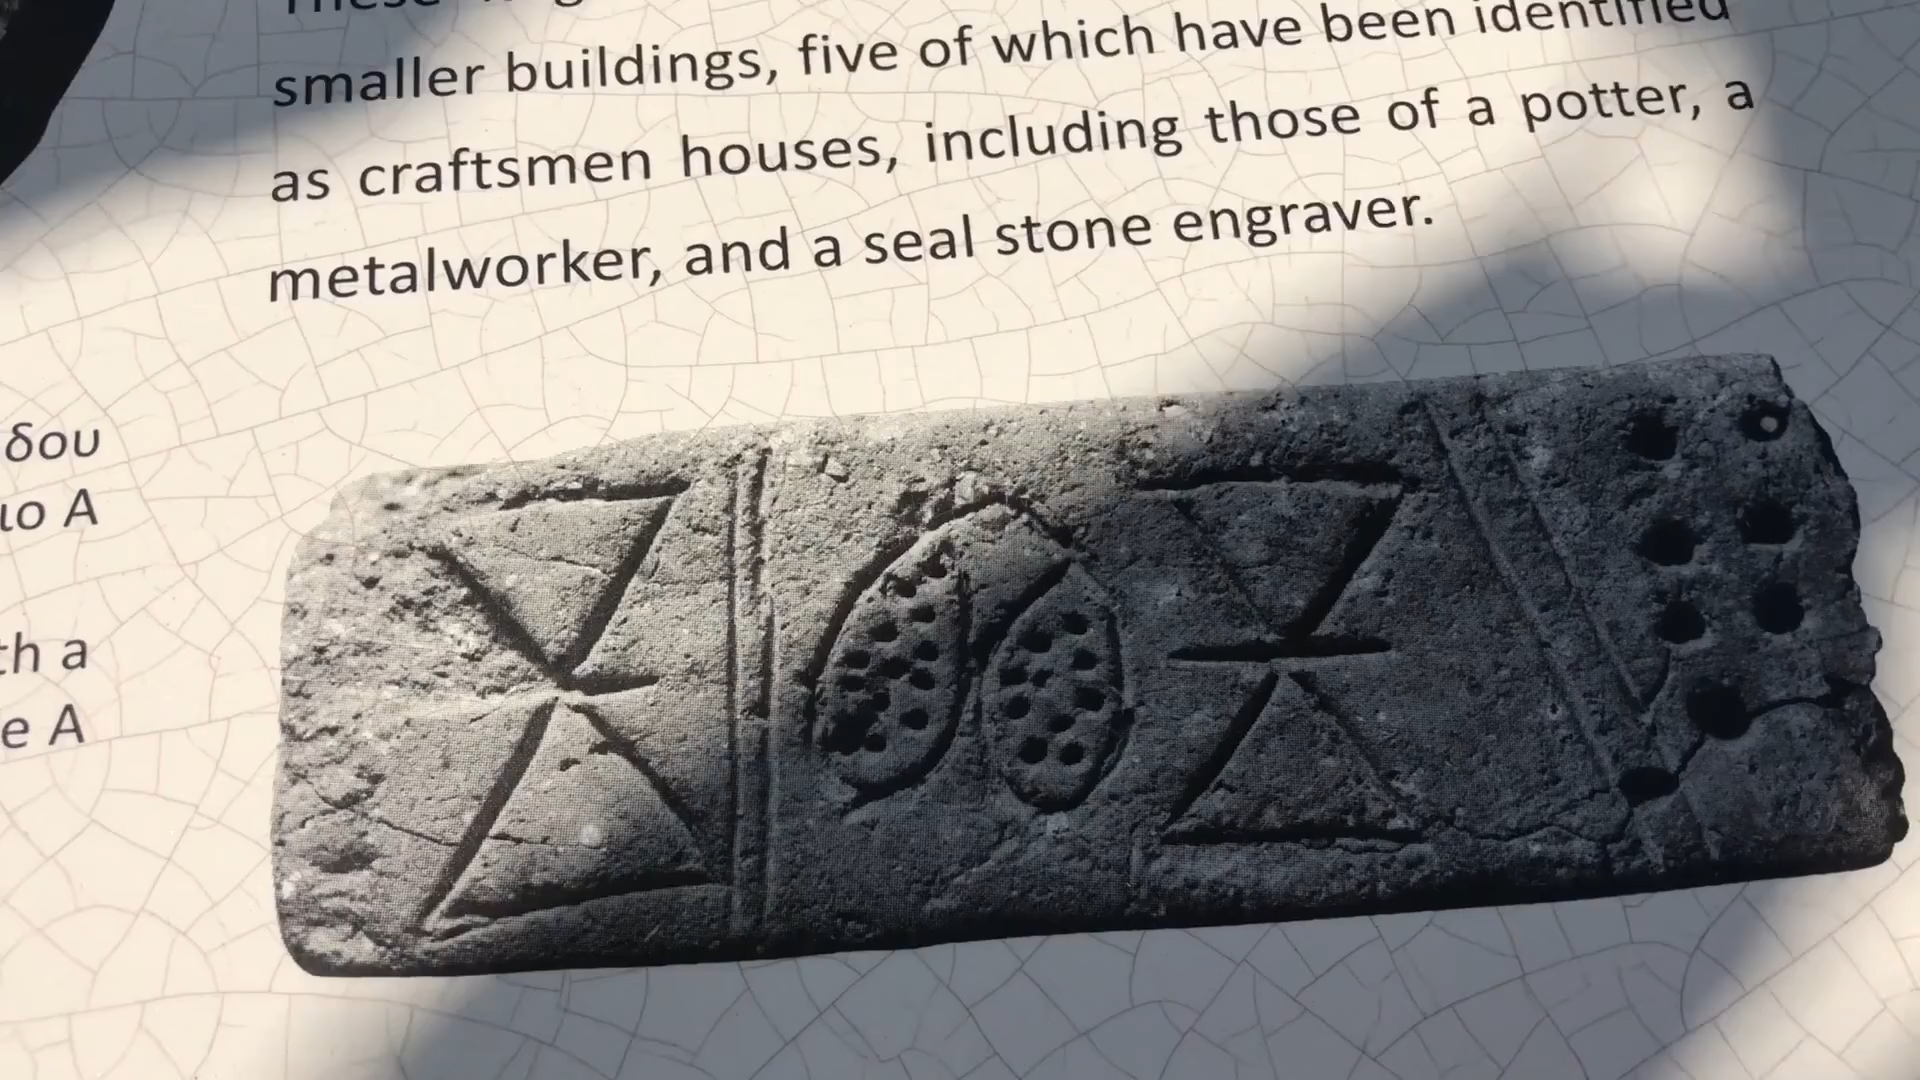 These
smaller buildings, five of which have been identified
as craftsmen houses, including those of a potter, a
metalworker, and a seal stone engraver.
δου
ιο Α
th a
e A